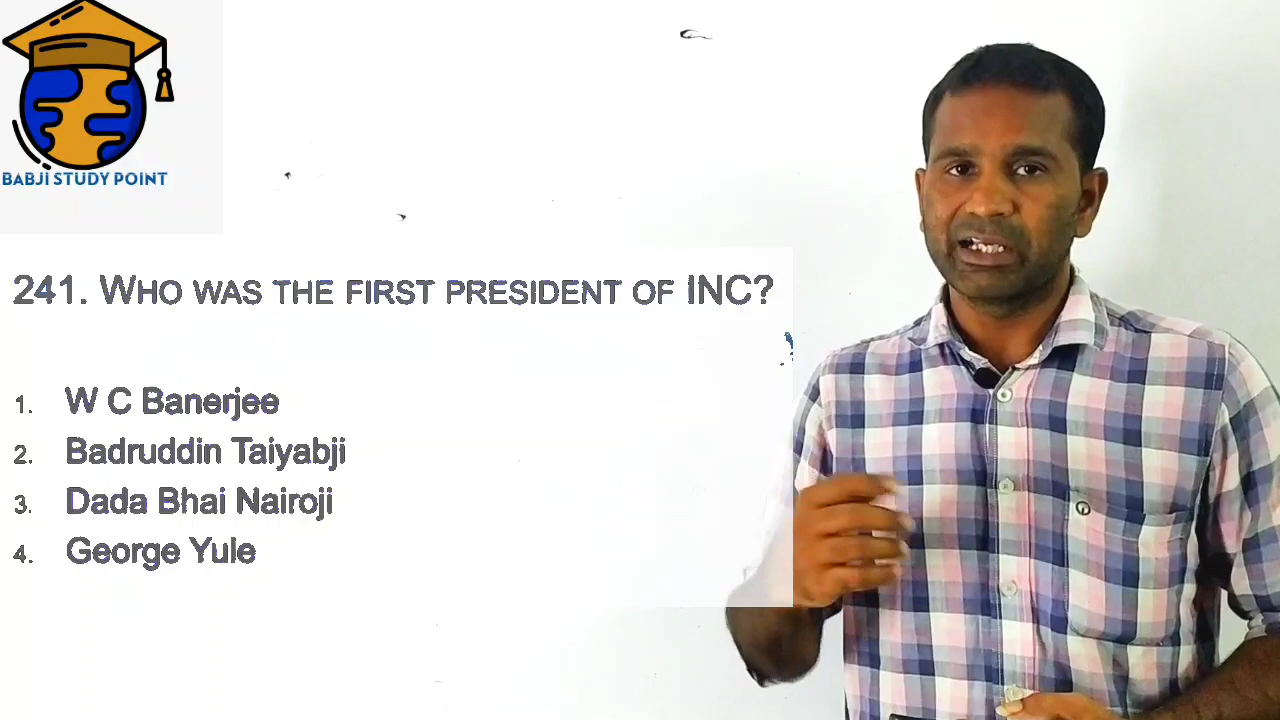 BABJI STUDY POINT
241. WHO WAS THE FIRST PRESIDENT OF INC?
1. W C Banerjee
2. Badruddin Taiyabji
3. Dada Bhai Nairoji
4. George Yule